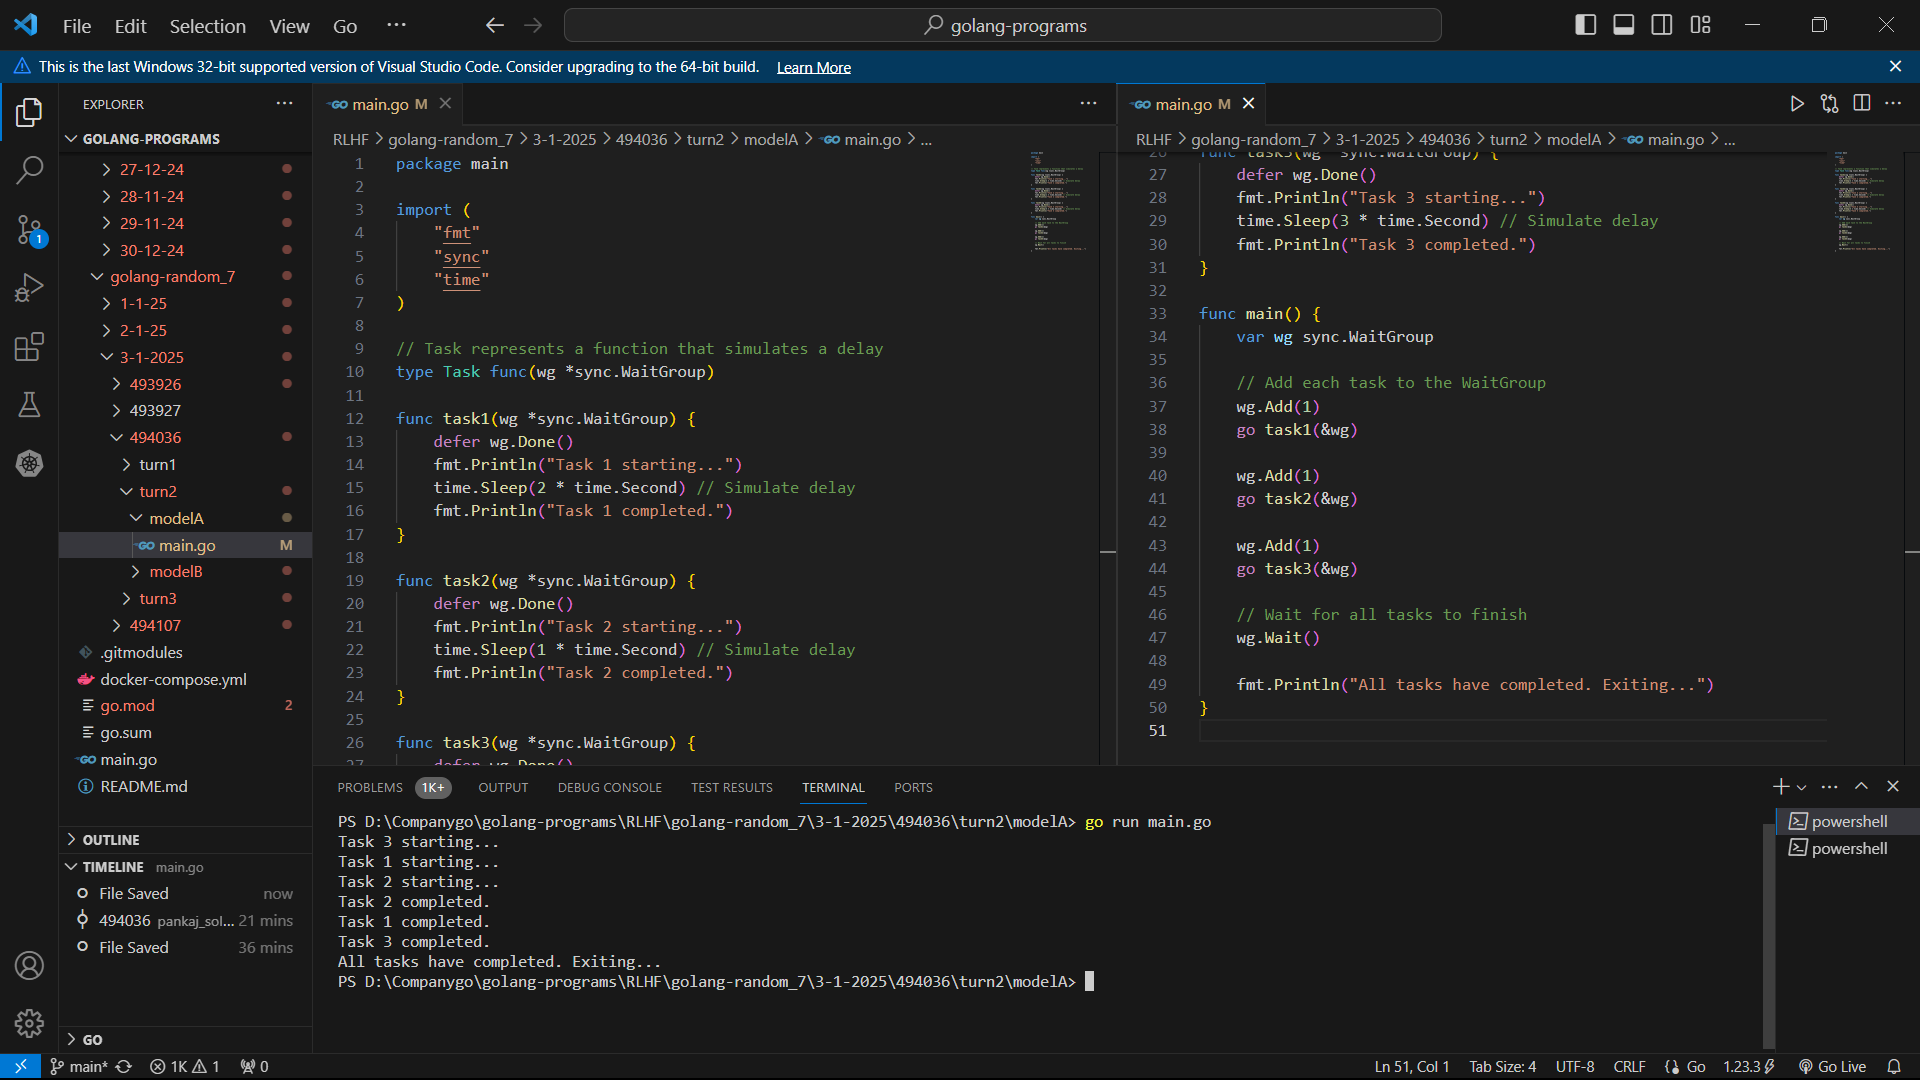 File Edit Selection View Go ...
golang-programs
This is the last Windows 32-bit supported version of Visual Studio Code. Consider upgrading to the 64-bit build. Learn More
EXPLORER
GOLANG-PROGRAMS
27-12-24
28-11-24
29-11-24
30-12-24
golang-random_7
1-1-25
2-1-25
3-1-2025
493926
493927
494036
turn1
turn2
modelA
main.go M
modelB
turn3
494107
.gitmodules
docker-compose.yml
go.mod 2
go.sum
main.go
README.md
OUTLINE
TIMELINE main.go
File Saved now
494036 pankaj_sol... 21 mins
File Saved 36 mins
GO
1
main.go M
RLHF > golang-random_7 > 3-1-2025 > 494036 > turn2 > modelA > main.go > ...
1 package main
2
3 import (
4 "fmt"
5 "sync"
6 "time"
7 )
8
9 // Task represents a function that simulates a delay
10 type Task func(wg *sync.WaitGroup)
11
12 func task1(wg *sync.WaitGroup) {
13 defer wg.Done()
14 fmt.Println("Task 1 starting...")
15 time.Sleep(2 * time.Second) // Simulate delay
16 fmt.Println("Task 1 completed.")
17 }
18
19 func task2(wg *sync.WaitGroup) {
20 defer wg.Done()
21 fmt.Println("Task 2 starting...")
22 time.Sleep(1 * time.Second) // Simulate delay
23 fmt.Println("Task 2 completed.")
24 }
25
26 func task3(wg *sync.WaitGroup) {
27 defer wg.Done()
main.go M
RLHF > golang-random_7 > 3-1-2025 > 494036 > turn2 > modelA > main.go > ...
26 func task3(wg *sync.WaitGroup) {
27 defer wg.Done()
28 fmt.Println("Task 3 starting...")
29 time.Sleep(3 * time.Second) // Simulate delay
30 fmt.Println("Task 3 completed.")
31 }
32
33 func main() {
34 var wg sync.WaitGroup
35
36 // Add each task to the WaitGroup
37 wg.Add(1)
38 go task1(&wg)
39
40 wg.Add(1)
41 go task2(&wg)
42
43 wg.Add(1)
44 go task3(&wg)
45
46 // Wait for all tasks to finish
47 wg.Wait()
48
49 fmt.Println("All tasks have completed. Exiting...")
50 }
51
PROBLEMS 1K+ OUTPUT DEBUG CONSOLE TEST RESULTS TERMINAL PORTS
PS D:\Companygo\golang-programs\RLHF\golang-random_7\3-1-2025\494036\turn2\modelA> go run main.go
Task 3 starting...
Task 1 starting...
Task 2 starting...
Task 2 completed.
Task 1 completed.
Task 3 completed.
All tasks have completed. Exiting...
PS D:\Companygo\golang-programs\RLHF\golang-random_7\3-1-2025\494036\turn2\modelA>
powershell
powershell
main* 1K 1 0
Ln 51, Col 1 Tab Size: 4 UTF-8 CRLF Go 1.23.3 Go Live